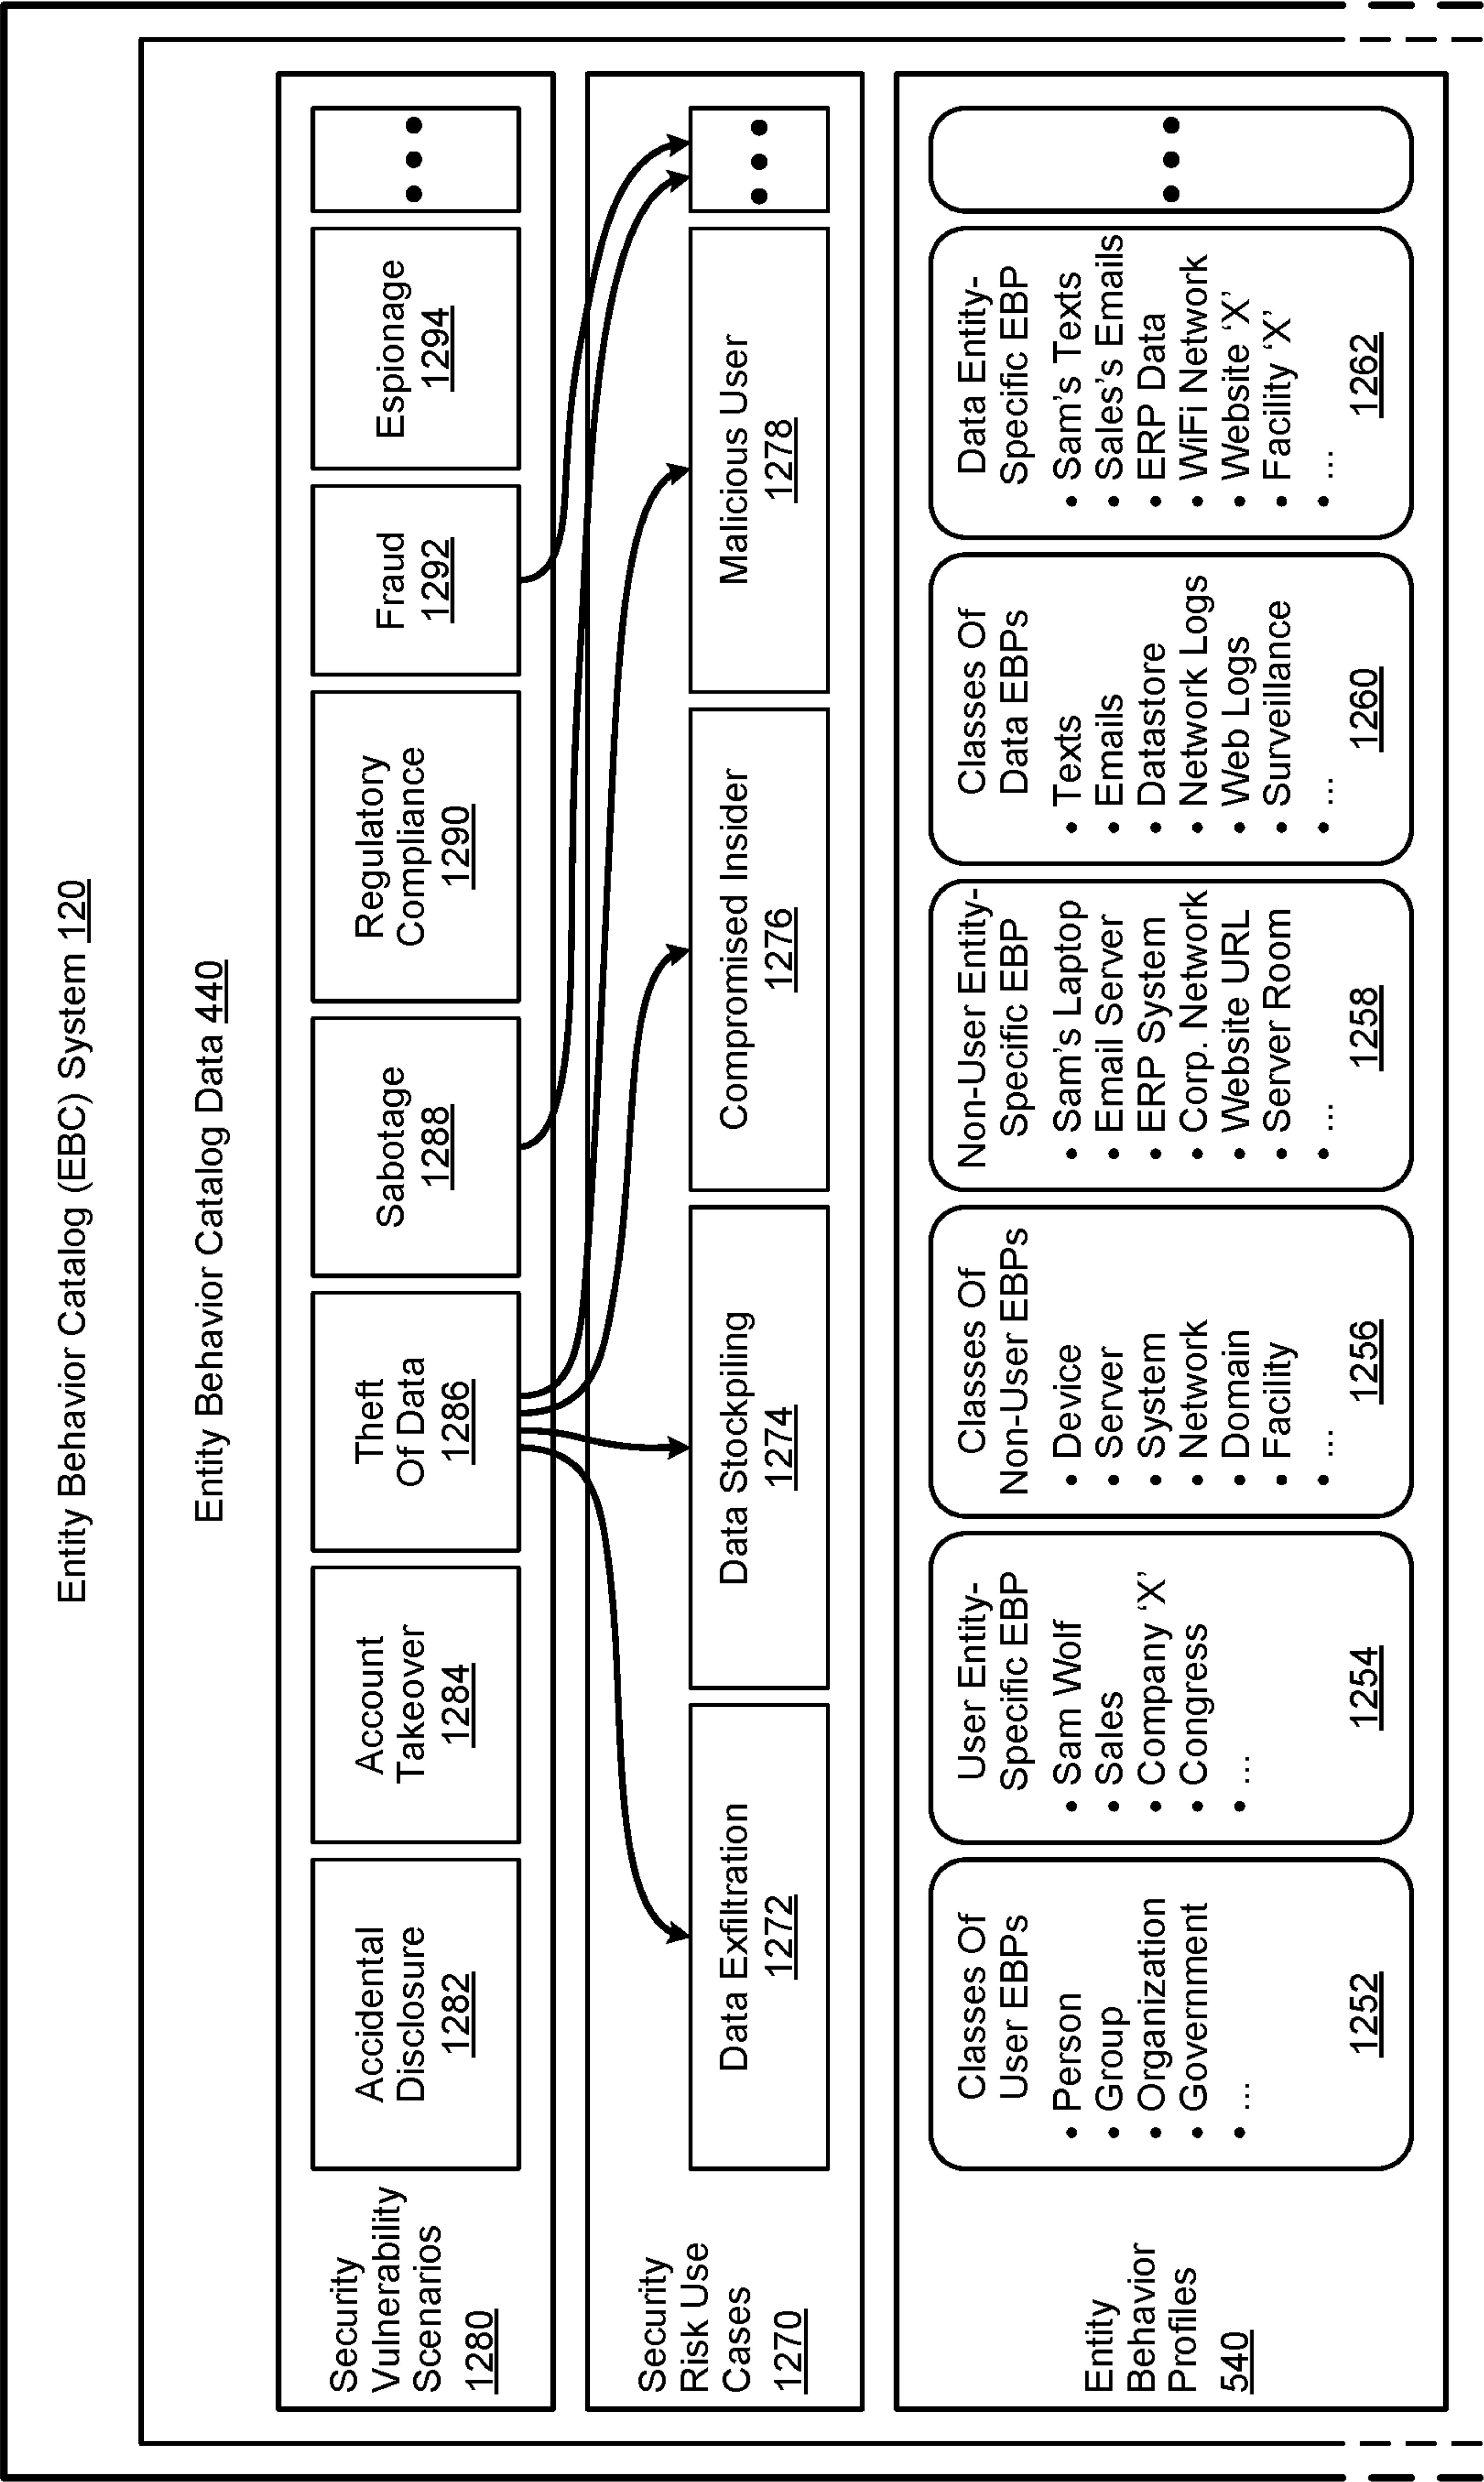 Entity Behavior Catalog (EBC) System 120
Entity Behavior Catalog Data 440
Security
Vulnerability
Scenarios
1280
Accidental
Disclosure
1282
Account
Takeover
1284
Theft
Of Data
1286
Sabotage
1288
Regulatory
Compliance
1290
Fraud
1292
Espionage
1294
• • •
Security
Risk Use
Cases
1270
Data Exfiltration
1272
Data Stockpiling
1274
Compromised Insider
1276
Malicious User
1278
• • •
Entity
Behavior
Profiles
540
Classes Of
User EBPs
• Person
• Group
• Organization
• Government
• ...
1252
User Entity-
Specific EBP
• Sam Wolf
• Sales
• Company ‘X’
• Congress
• ...
1254
Classes Of
Non-User EBPs
• Device
• Server
• System
• Network
• Domain
• Facility
• ...
1256
Non-User Entity-
Specific EBP
• Sam’s Laptop
• Email Server
• ERP System
• Corp. Network
• Website URL
• Server Room
• ...
1258
Classes Of
Data EBPs
• Texts
• Emails
• Datastore
• Network Logs
• Web Logs
• Surveillance
• ...
1260
Data Entity-
Specific EBP
• Sam’s Texts
• Sales’s Emails
• ERP Data
• WiFi Network
• Website ‘X’
• Facility ‘X’
• ...
1262
• • •